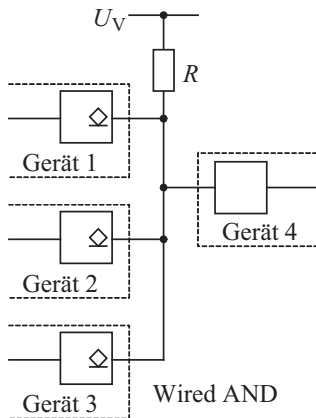 U_V
R
Gerät 1
Gerät 4
Gerät 2
Gerät 3
Wired AND